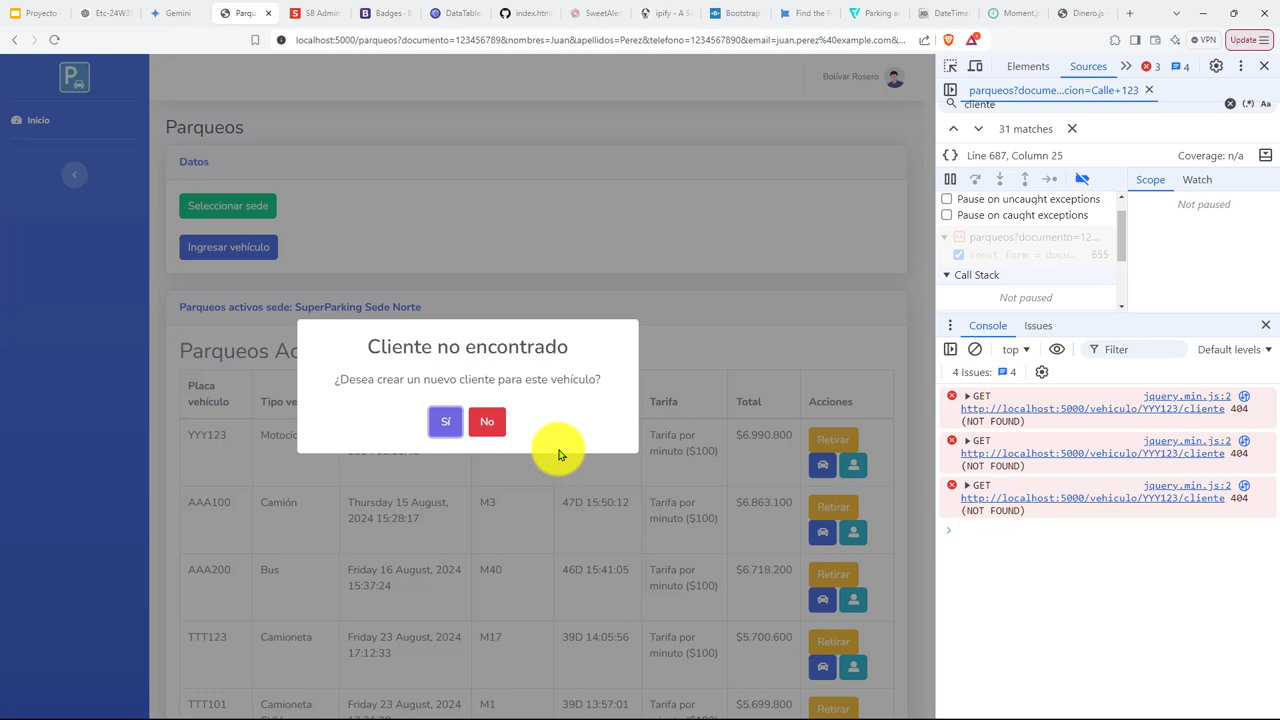 Proyecto -
Etc-24W3
Gemini
Parqu
SB Admin
Badges - B
DataTable
index.htm
SweetAler
ipify - A S
Bootstrap
Find the P
Parking a
DateTime
Moment.j
Dinero.js -
localhost:5000/parqueos?documento=123456789&nombres=Juan&apellidos=Perez&telefono=1234567890&email=juan.perez%40example.com&...
VPN
Update
P
Inicio
Bolívar Rosero
Parqueos
Datos
Seleccionar sede
Ingresar vehículo
Parqueos activos sede: SuperParking Sede Norte
Parqueos Ac
Placa vehículo
Tipo ve
Tarifa
Total
Acciones
YYY123
Motoci
Tarifa por minuto ($100)
$6.990.800
Retirar
AAA100
Camión
Thursday 15 August, 2024 15:28:17
M3
47D 15:50:12
Tarifa por minuto ($100)
$6.863.100
Retirar
AAA200
Bus
Friday 16 August, 2024 15:37:24
M40
46D 15:41:05
Tarifa por minuto ($100)
$6.718.200
Retirar
TTT123
Camioneta
Friday 23 August, 2024 17:12:33
M17
39D 14:05:56
Tarifa por minuto ($100)
$5.700.600
Retirar
TTT101
Camioneta
Friday 23 August,
M1
39D 13:57:01
Tarifa por
$5.699.800
Retirar
Cliente no encontrado
¿Desea crear un nuevo cliente para este vehículo?
Sí
No
Elements
Sources
3
4
parqueos?docume...cion=Calle+123
cliente
(.*)
Aa
31 matches
Line 687, Column 25
Coverage: n/a
Scope
Watch
Not paused
Pause on uncaught exceptions
Pause on caught exceptions
parqueos?documento=12...
const form = docu...
655
Call Stack
Not paused
Console
Issues
top
Filter
Default levels
4 Issues:
4
GET
jquery.min.js:2
http://localhost:5000/vehiculo/YYY123/cliente 404
(NOT FOUND)
GET
jquery.min.js:2
http://localhost:5000/vehiculo/YYY123/cliente 404
(NOT FOUND)
GET
jquery.min.js:2
http://localhost:5000/vehiculo/YYY123/cliente 404
(NOT FOUND)